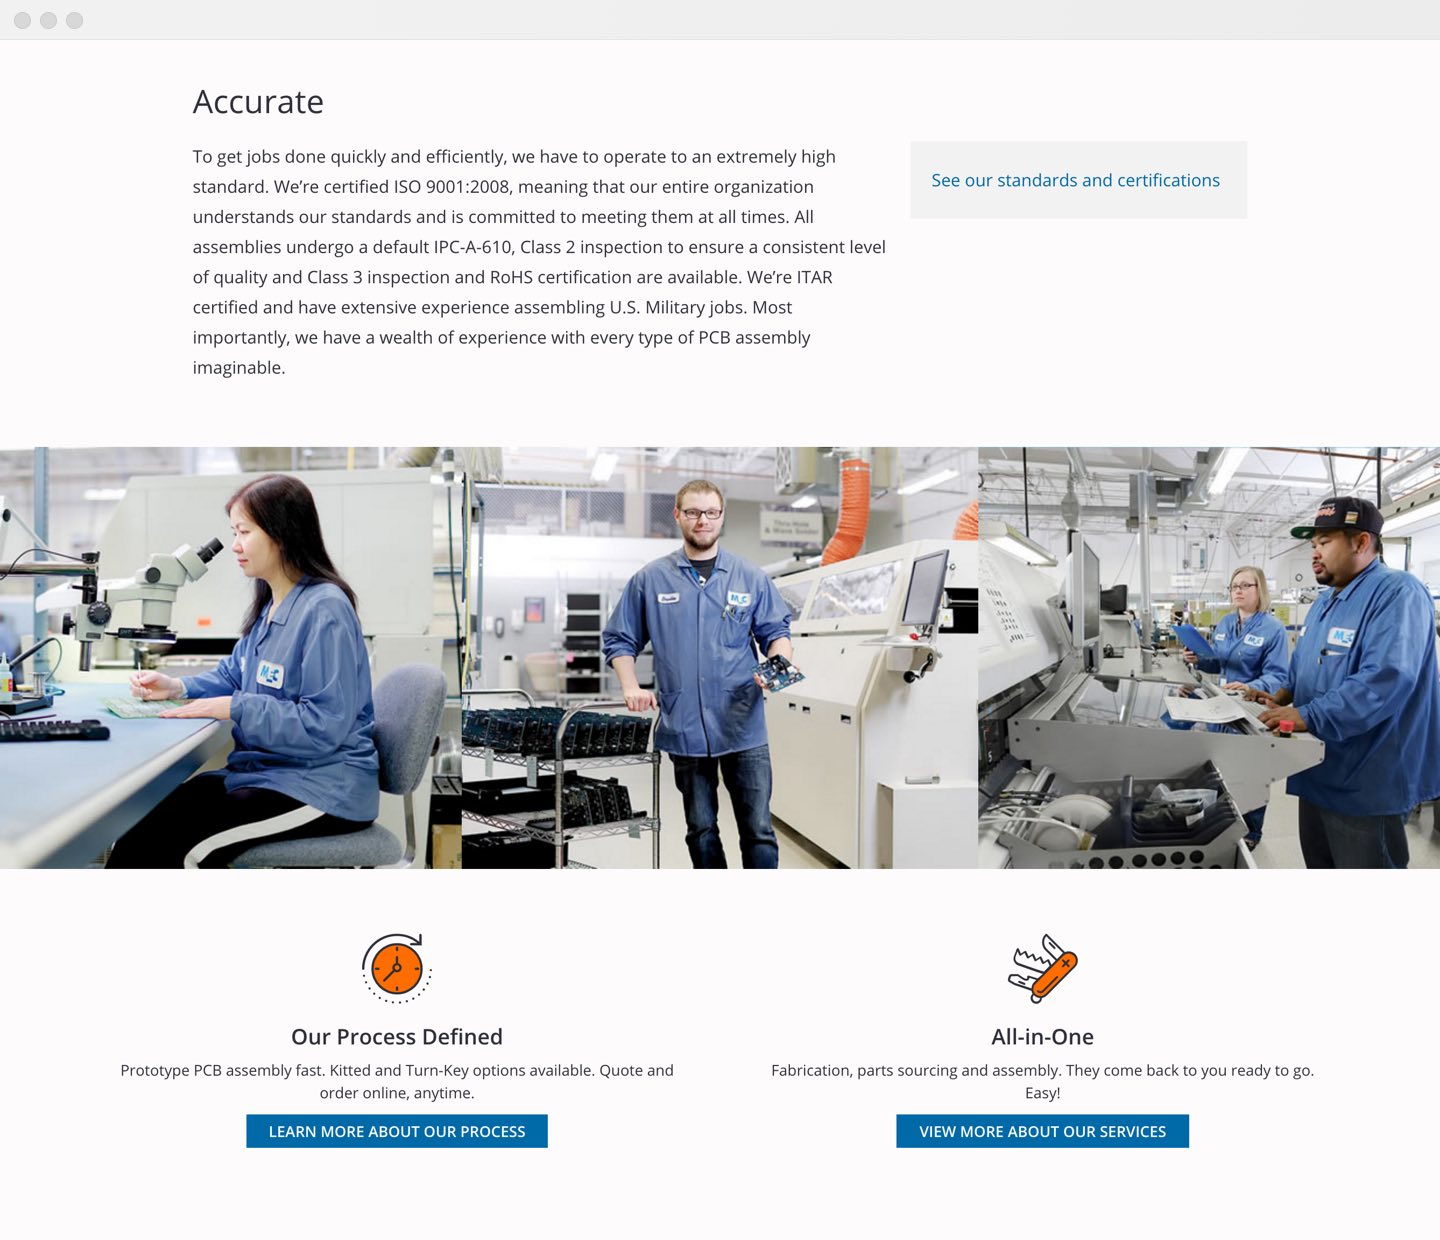 Accurate
To get jobs done quickly and efficiently, we have to operate to an extremely high
standard. We’re certified ISO 9001:2008, meaning that our entire organization
understands our standards and is committed to meeting them at all times. All
assemblies undergo a default IPC-A-610, Class 2 inspection to ensure a consistent level
of quality and Class 3 inspection and RoHS certification are available. We’re ITAR
certified and have extensive experience assembling U.S. Military jobs. Most
importantly, we have a wealth of experience with every type of PCB assembly
imaginable.
See our standards and certifications
Thru-Hole
& Wave Solder
Our Process Defined
Prototype PCB assembly fast. Kitted and Turn-Key options available. Quote and
order online, anytime.
LEARN MORE ABOUT OUR PROCESS
All-in-One
Fabrication, parts sourcing and assembly. They come back to you ready to go.
Easy!
VIEW MORE ABOUT OUR SERVICES